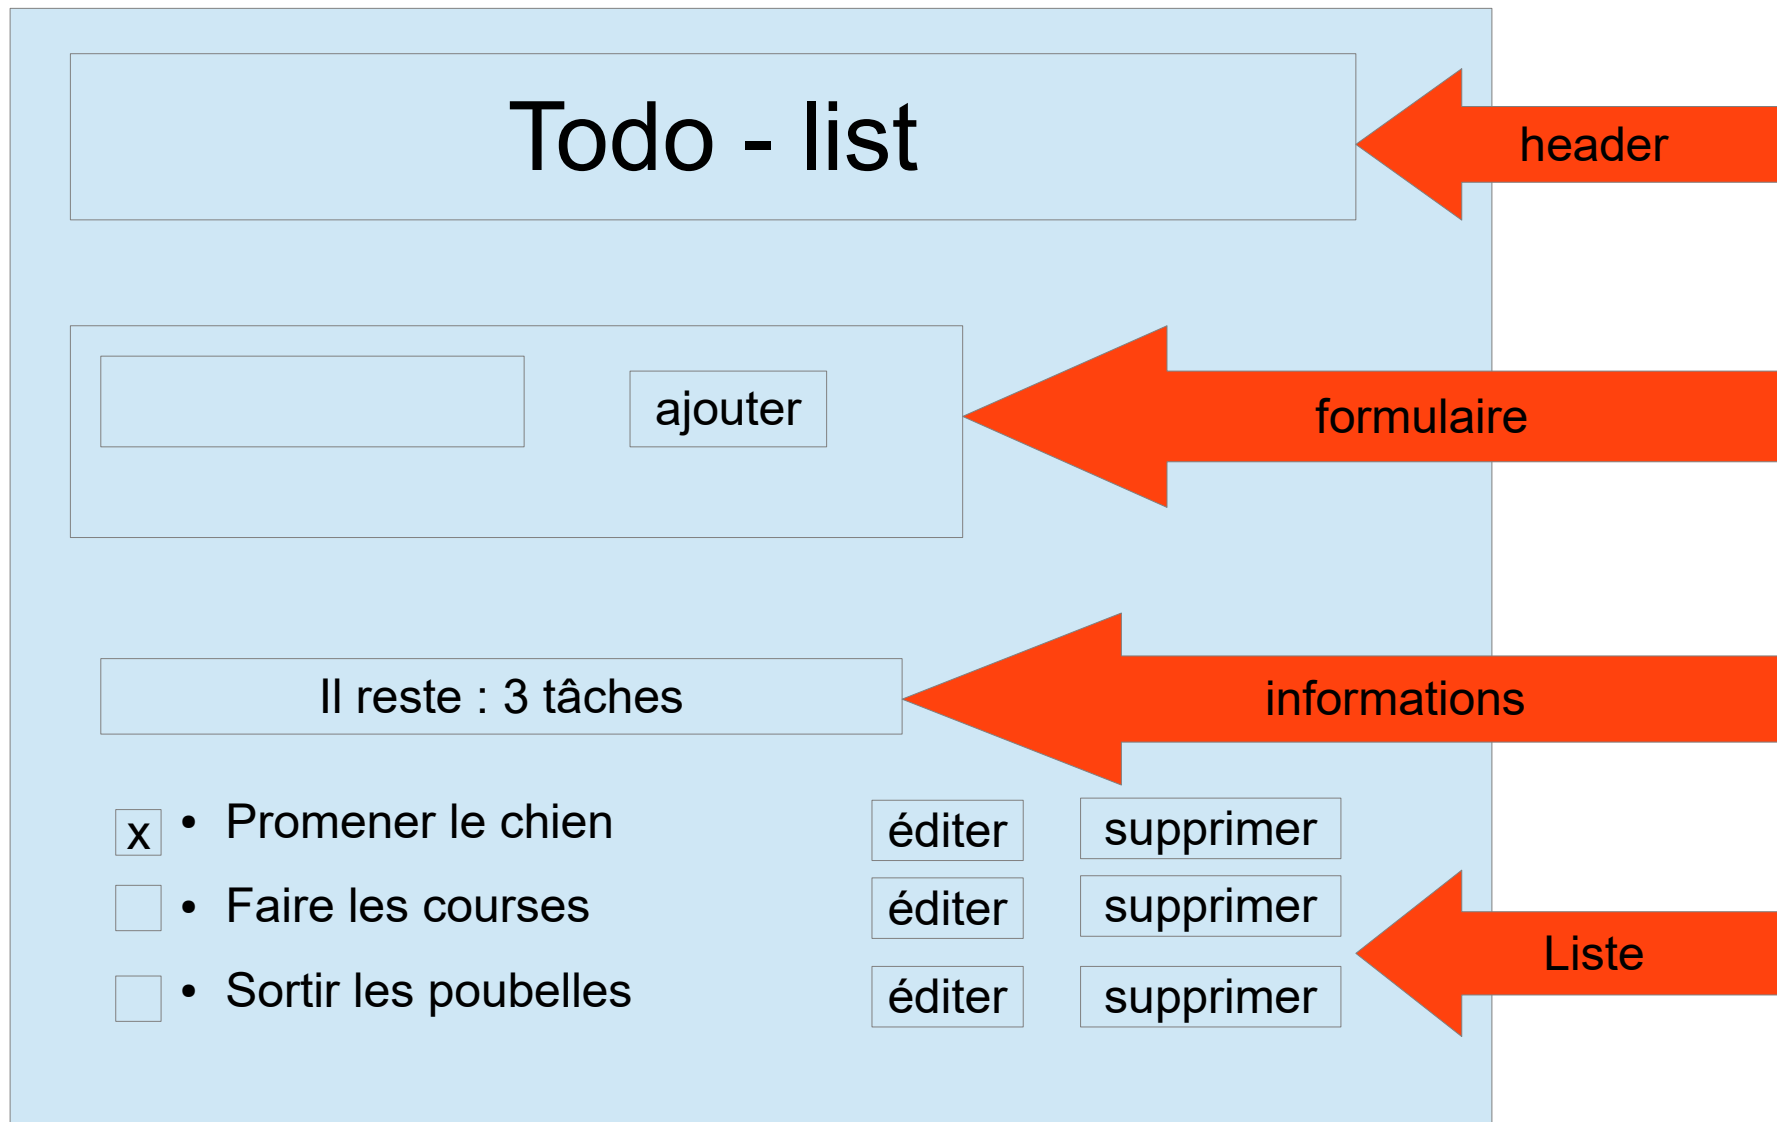 Todo - list
header
ajouter
formulaire
Il reste : 3 tâches
informations
x • Promener le chien éditer supprimer
• Faire les courses éditer supprimer
Liste
• Sortir les poubelles éditer supprimer